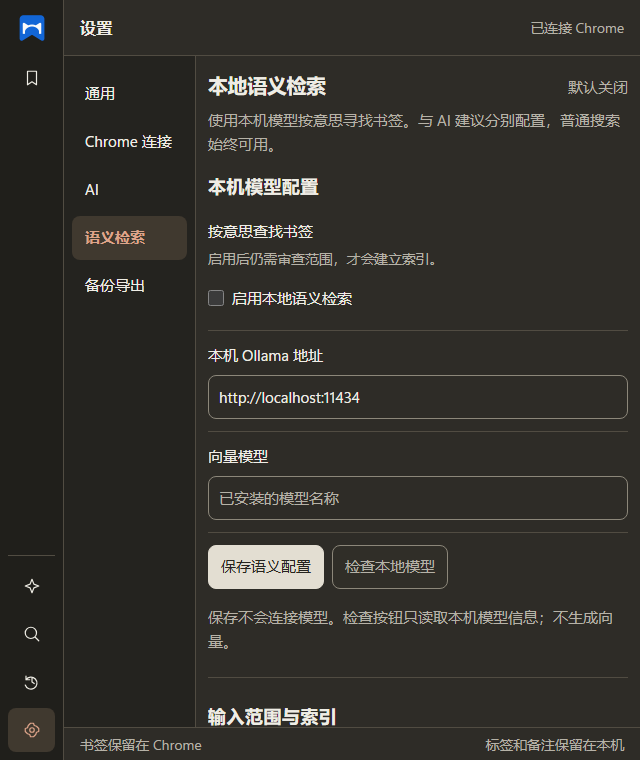 设置
已连接 Chrome
通用
Chrome 连接
AI
语义检索
备份导出
本地语义检索
默认关闭
使用本机模型按意思寻找书签。与 AI 建议分别配置，普通搜索
始终可用。
本机模型配置
按意思查找书签
启用后仍需审查范围，才会建立索引。
启用本地语义检索
本机 Ollama 地址
http://localhost:11434
向量模型
已安装的模型名称
保存语义配置
检查本地模型
保存不会连接模型。检查按钮只读取本机模型信息；不生成向
量。
输入范围与索引
书签保留在 Chrome
标签和备注保留在本机